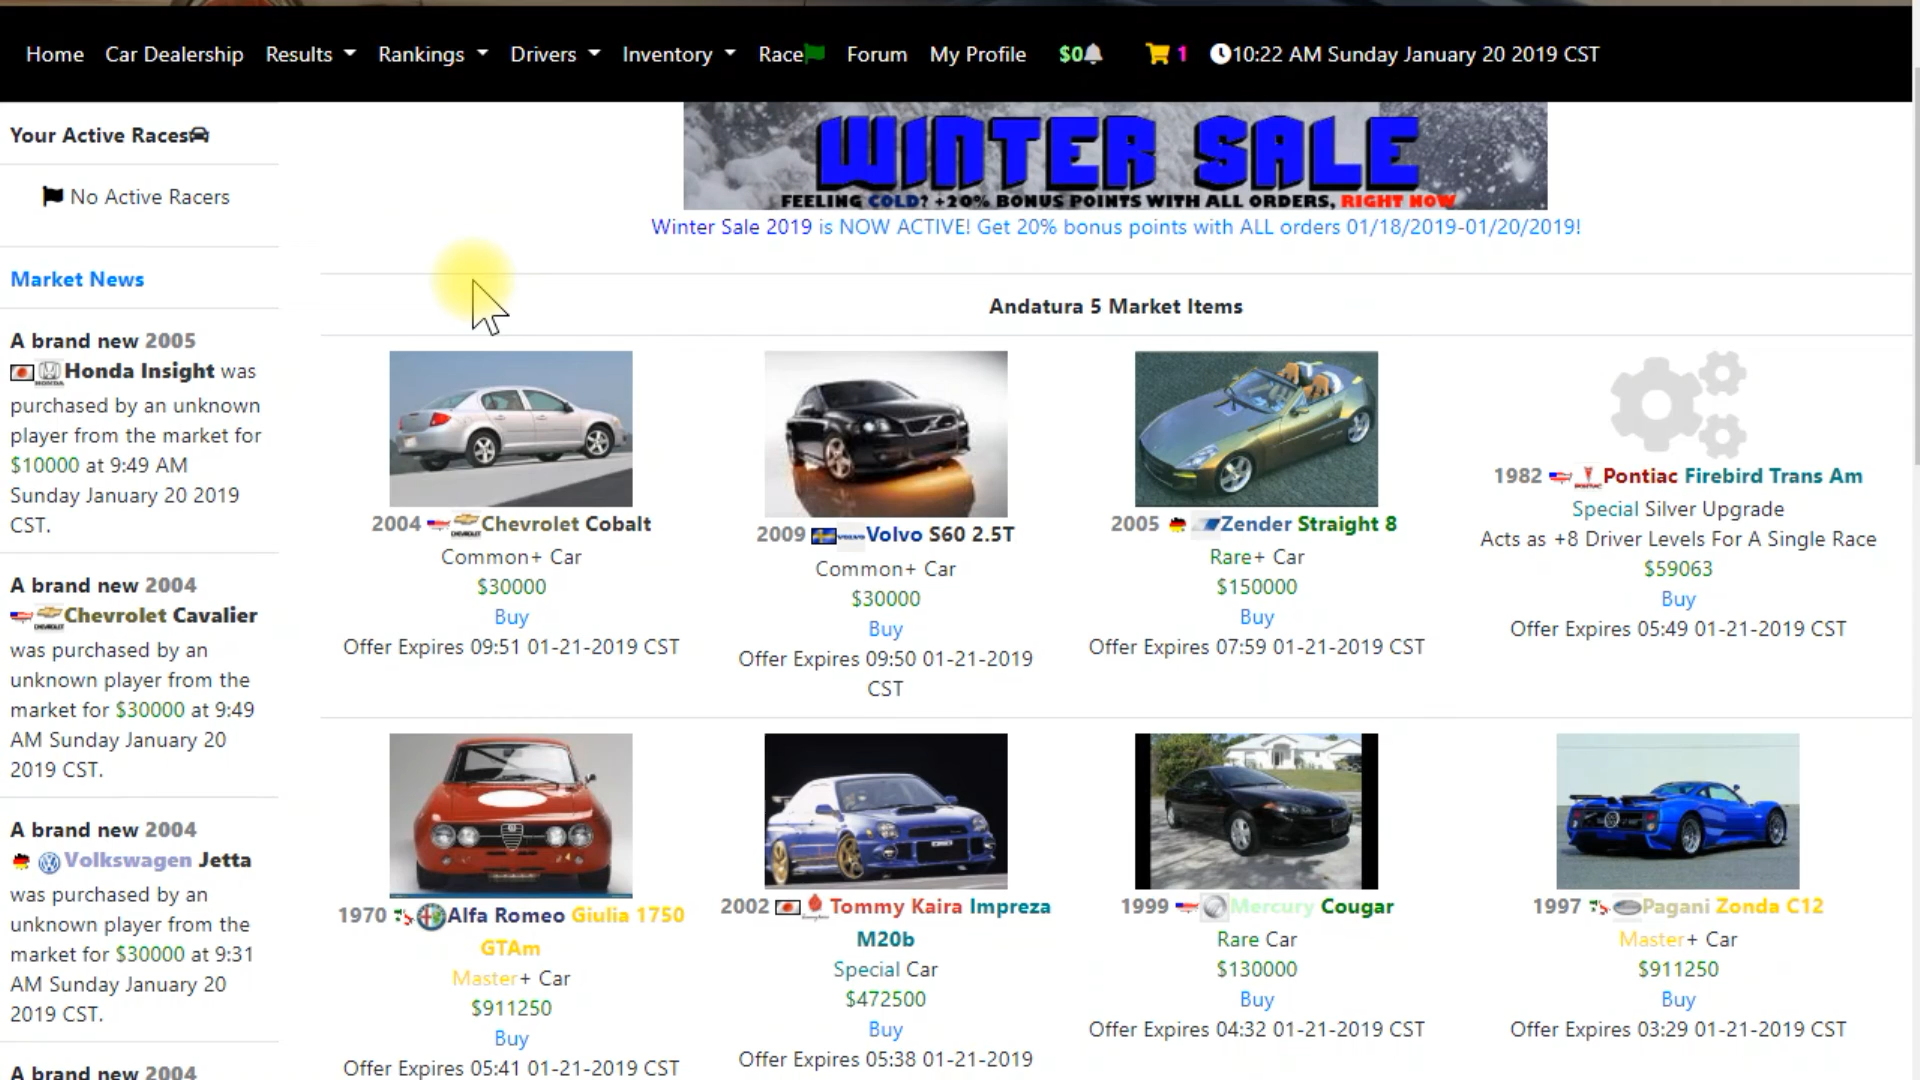 Home Car Dealership Results Rankings Drivers Inventory Race Forum My Profile $0 1 10:22 AM Sunday January 20 2019 CST
WINTER SALE
FEELING COLD? +20% BONUS POINTS WITH ALL ORDERS, RIGHT NOW
Winter Sale 2019 is NOW ACTIVE! Get 20% bonus points with ALL orders 01/18/2019-01/20/2019!
Your Active Races
No Active Racers
Market News
A brand new 2005
Honda Insight was
purchased by an unknown
player from the market for
$10000 at 9:49 AM
Sunday January 20 2019
CST.
A brand new 2004
Chevrolet Cavalier
was purchased by an
unknown player from the
market for $30000 at 9:49
AM Sunday January 20
2019 CST.
A brand new 2004
Volkswagen Jetta
was purchased by an
unknown player from the
market for $30000 at 9:31
AM Sunday January 20
2019 CST.
A brand new 2004
Andatura 5 Market Items
2004 Chevrolet Cobalt
Common+ Car
$30000
Buy
Offer Expires 09:51 01-21-2019 CST
2009 Volvo S60 2.5T
Common+ Car
$30000
Buy
Offer Expires 09:50 01-21-2019
CST
2005 Zender Straight 8
Rare+ Car
$150000
Buy
Offer Expires 07:59 01-21-2019 CST
1982 Pontiac Firebird Trans Am
Special Silver Upgrade
Acts as +8 Driver Levels For A Single Race
$59063
Buy
Offer Expires 05:49 01-21-2019 CST
1970 Alfa Romeo Giulia 1750
GTAm
Master+ Car
$911250
Buy
Offer Expires 05:41 01-21-2019 CST
2002 Tommy Kaira Impreza
M20b
Special Car
$472500
Buy
Offer Expires 05:38 01-21-2019
1999 Mercury Cougar
Rare Car
$130000
Buy
Offer Expires 04:32 01-21-2019 CST
1997 Pagani Zonda C12
Master+ Car
$911250
Buy
Offer Expires 03:29 01-21-2019 CST